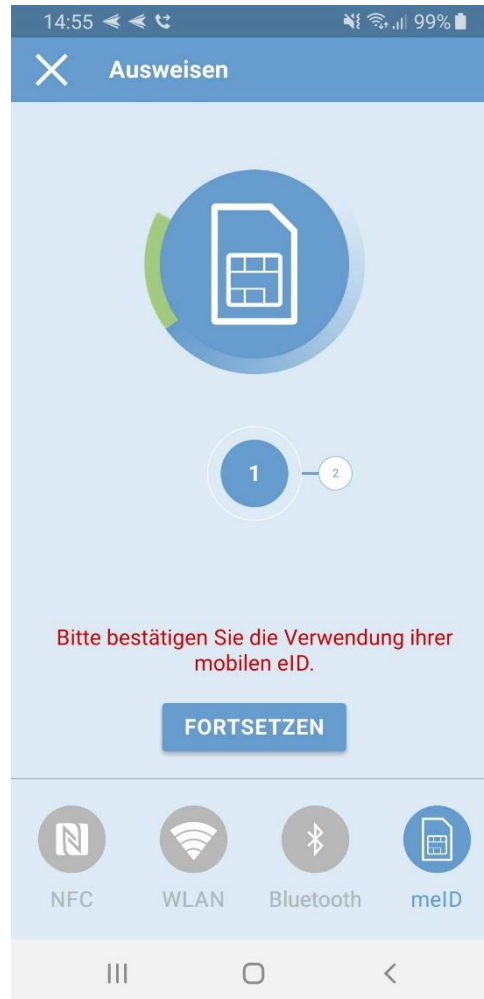 14:55 99%
Ausweisen
1 2
Bitte bestätigen Sie die Verwendung ihrer
mobilen eID.
FORTSETZEN
NFC WLAN Bluetooth meID